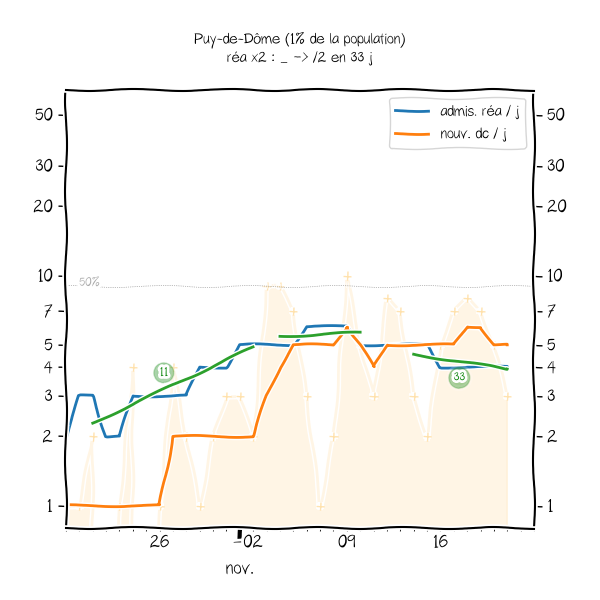 Puy-de-Dôme (1% de la population)
réa x2 : _ -> /2 en 33 j
admis. réa / j
nouv. dc / j
50 50
30 30
20 20
10 10
50%
7 7
5 5
4 4
3 3
2 2
1 1
11
33
26 02 09 16
nov.